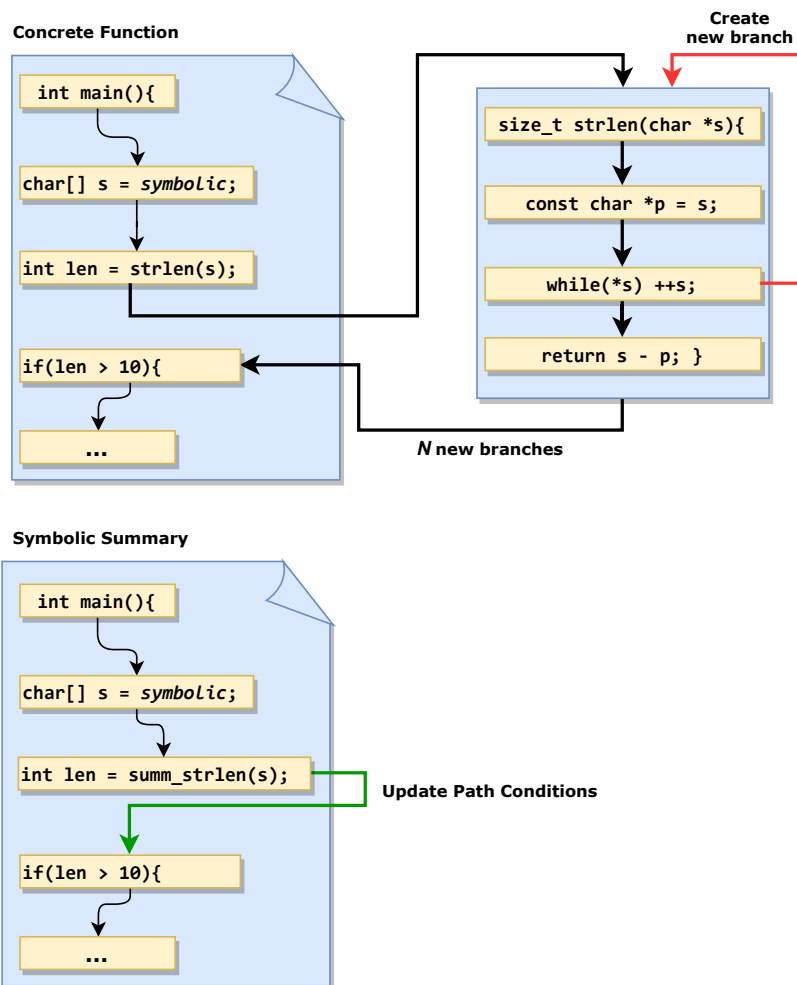 Concrete Function
Create
new branch
int main(){
char[] s = symbolic;
int len = strlen(s);
if(len > 10){
...
size_t strlen(char *s){
const char *p = s;
while(*s) ++s;
return s - p; }
N new branches
Symbolic Summary
int main(){
char[] s = symbolic;
int len = summ_strlen(s);
Update Path Conditions
if(len > 10){
...